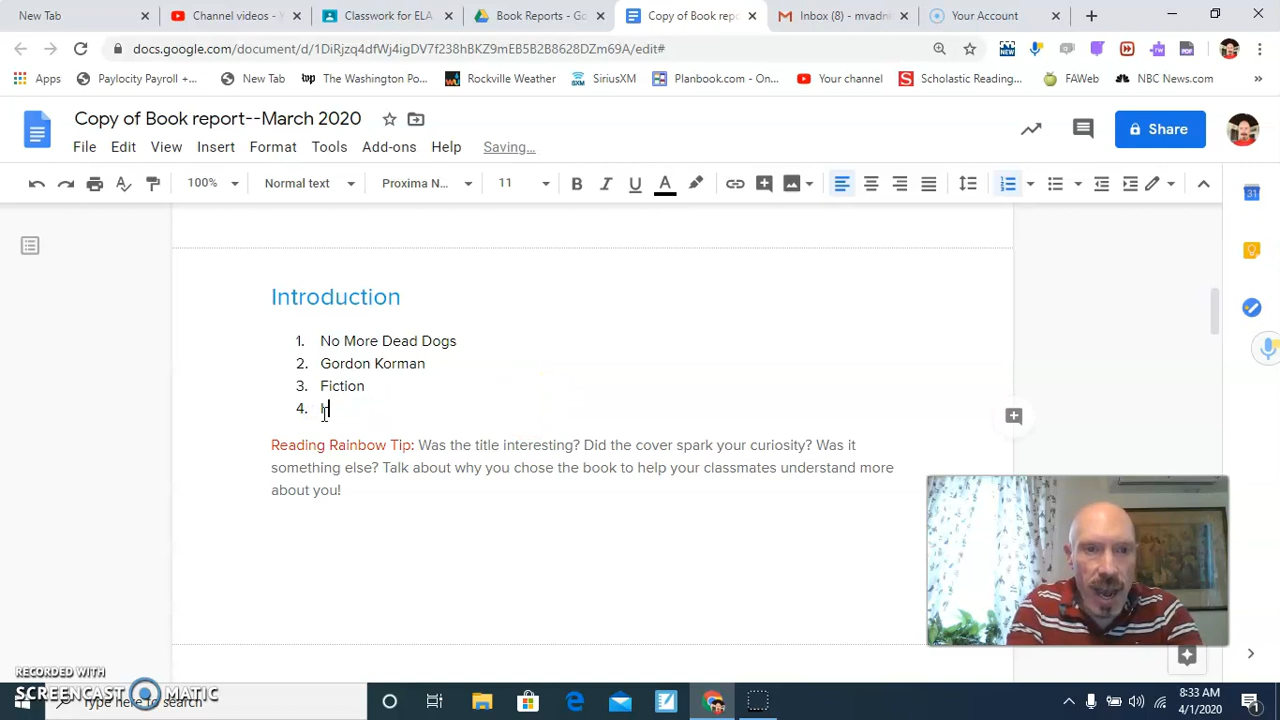 New Tab
Channel videos - Y
Classwork for ELA
Book Reports - Go
Copy of Book repo
Inbox (8) - mvadne
Your Account
docs.google.com/document/d/1DiRjzq4dfWj4igDV7f238hBKZ9mEB5B2B8628DZm69A/edit#
Apps
Paylocity Payroll +...
New Tab
The Washington Po...
Rockville Weather
SiriusXM
Planbook.com - On...
Your channel
Scholastic Reading...
FAWeb
NBC News.com
Copy of Book report--March 2020
File Edit View Insert Format Tools Add-ons Help Saving...
Share
100% Normal text Proxima N... 11 B I U A
31
Introduction
1. No More Dead Dogs
2. Gordon Korman
3. Fiction
4.
Reading Rainbow Tip: Was the title interesting? Did the cover spark your curiosity? Was it
something else? Talk about why you chose the book to help your classmates understand more
about you!
RECORDED WITH
SCREENCAST MATIC
Type here to search
8:33 AM
4/1/2020